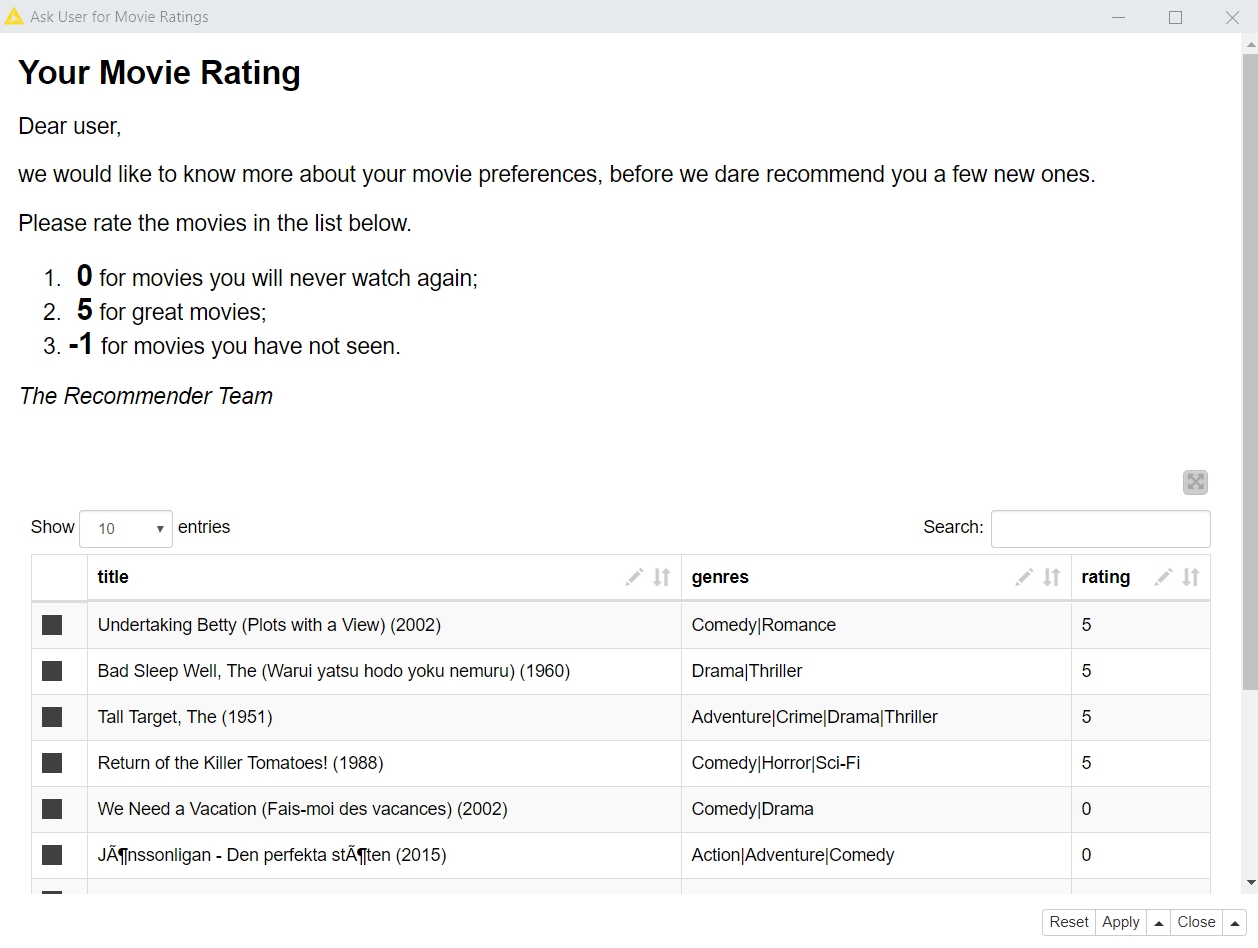 Ask User for Movie Ratings
Your Movie Rating
Dear user,
we would like to know more about your movie preferences, before we dare recommend you a few new ones.
Please rate the movies in the list below.
1. 0 for movies you will never watch again;
2. 5 for great movies;
3. -1 for movies you have not seen.
The Recommender Team
Show 10 entries Search:
title genres rating
Undertaking Betty (Plots with a View) (2002) Comedy|Romance 5
Bad Sleep Well, The (Warui yatsu hodo yoku nemuru) (1960) Drama|Thriller 5
Tall Target, The (1951) Adventure|Crime|Drama|Thriller 5
Return of the Killer Tomatoes! (1988) Comedy|Horror|Sci-Fi 5
We Need a Vacation (Fais-moi des vacances) (2002) Comedy|Drama 0
JÃ¶nssonligan - Den perfekta stÃ¶ten (2015) Action|Adventure|Comedy 0
Reset Apply Close